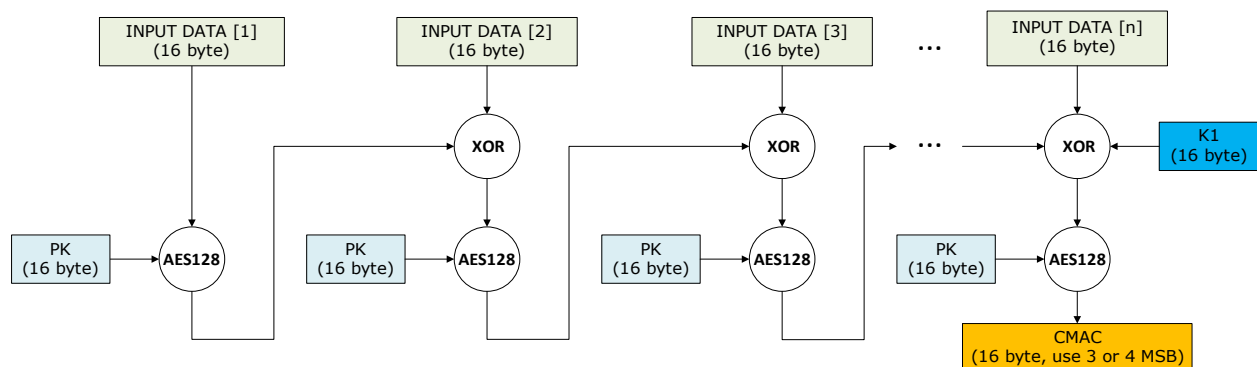 INPUT DATA [1]
(16 byte)
INPUT DATA [2]
(16 byte)
INPUT DATA [3]
(16 byte)
...
INPUT DATA [n]
(16 byte)
XOR
XOR
...
XOR
K1
(16 byte)
PK
(16 byte)
AES128
PK
(16 byte)
AES128
PK
(16 byte)
AES128
PK
(16 byte)
AES128
CMAC
(16 byte, use 3 or 4 MSB)